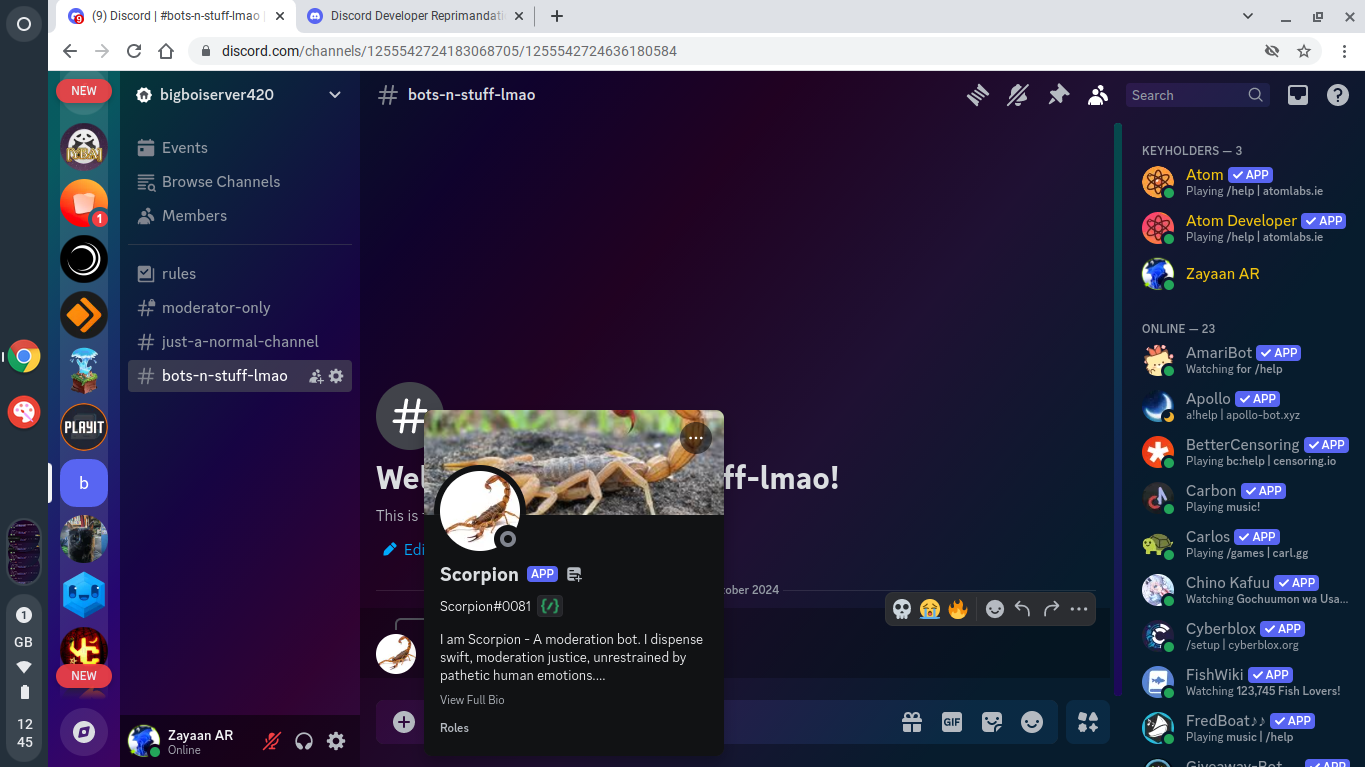 (9) Discord | #bots-n-stuff-lmao
Discord Developer Reprimandati
discord.com/channels/1255542724183068705/1255542724636180584
NEW
1
PLAYIT
b
NEW
1
GB
12
45
bigboiserver420
Events
Browse Channels
Members
rules
moderator-only
just-a-normal-channel
bots-n-stuff-lmao
Zayaan AR
Online
bots-n-stuff-lmao
Search
Wel
ff-lmao!
This is
Edi
tober 2024
Scorpion APP
Scorpion#0081
I am Scorpion - A moderation bot. I dispense
swift, moderation justice, unrestrained by
pathetic human emotions....
View Full Bio
Roles
GIF
KEYHOLDERS — 3
Atom APP
Playing /help | atomlabs.ie
Atom Developer APP
Playing /help | atomlabs.ie
Zayaan AR
ONLINE — 23
AmariBot APP
Watching for /help
Apollo APP
a!help | apollo-bot.xyz
BetterCensoring APP
Playing bc:help | censoring.io
Carbon APP
Playing music!
Carlos APP
Playing /games | carl.gg
Chino Kafuu APP
Watching Gochuumon wa Usa...
Cyberblox APP
/setup | cyberblox.org
FishWiki APP
Watching 123,745 Fish Lovers!
FredBoat♪♪ APP
Playing music | /help
Giveaway-Bot APP